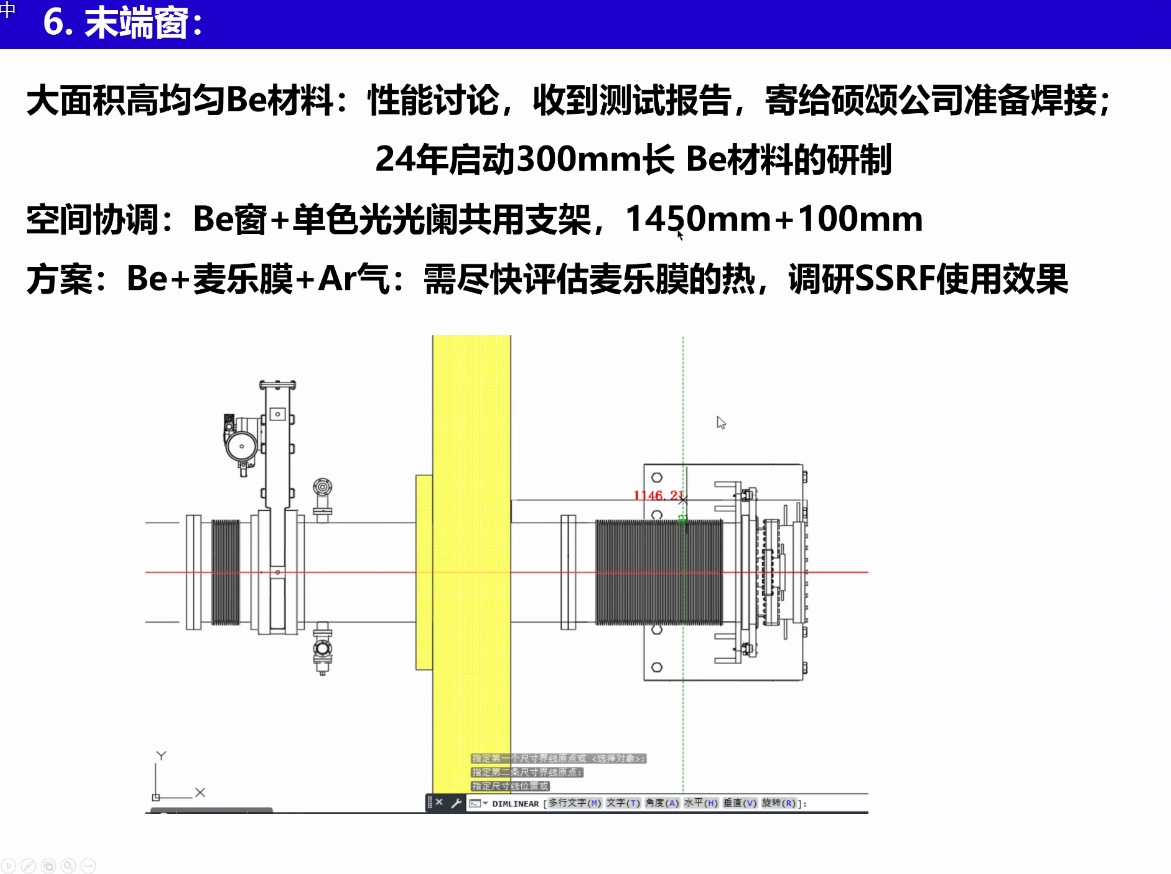 中
6. 末端窗：
大面积高均匀Be材料：性能讨论，收到测试报告，寄给硕颂公司准备焊接；
24年启动300mm长 Be材料的研制
空间协调：Be窗+单色光光阑共用支架，1450mm+100mm
方案：Be+麦乐膜+Ar气：需尽快评估麦乐膜的热，调研SSRF使用效果
1146.21
Y
X
指定第一个尺寸界线原点或 <选择对象>:
指定第二条尺寸界线原点:
指定尺寸线位置或
DIMLINEAR [多行文字(M) 文字(T) 角度(A) 水平(H) 垂直(V) 旋转(R)]: